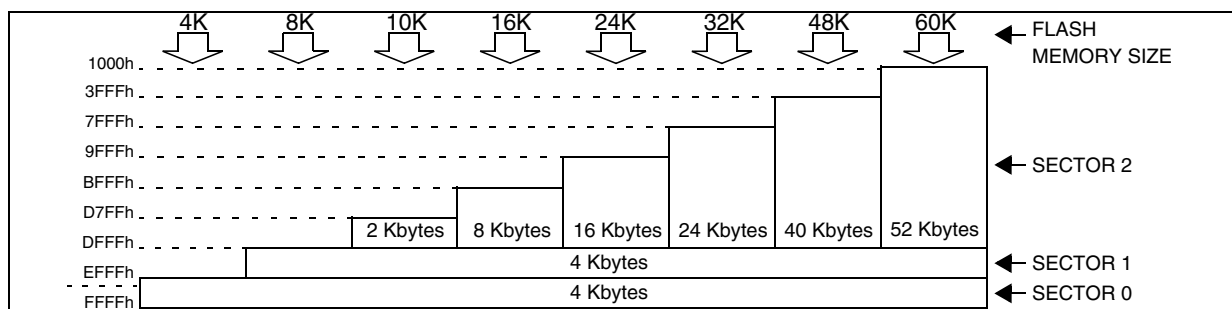 4K 8K 10K 16K 24K 32K 48K 60K
FLASH
MEMORY SIZE
1000h
3FFFh
7FFFh
9FFFh
SECTOR 2
BFFFh
D7FFh
2 Kbytes 8 Kbytes 16 Kbytes 24 Kbytes 40 Kbytes 52 Kbytes
DFFFh
4 Kbytes
SECTOR 1
EFFFh
4 Kbytes
SECTOR 0
FFFFh